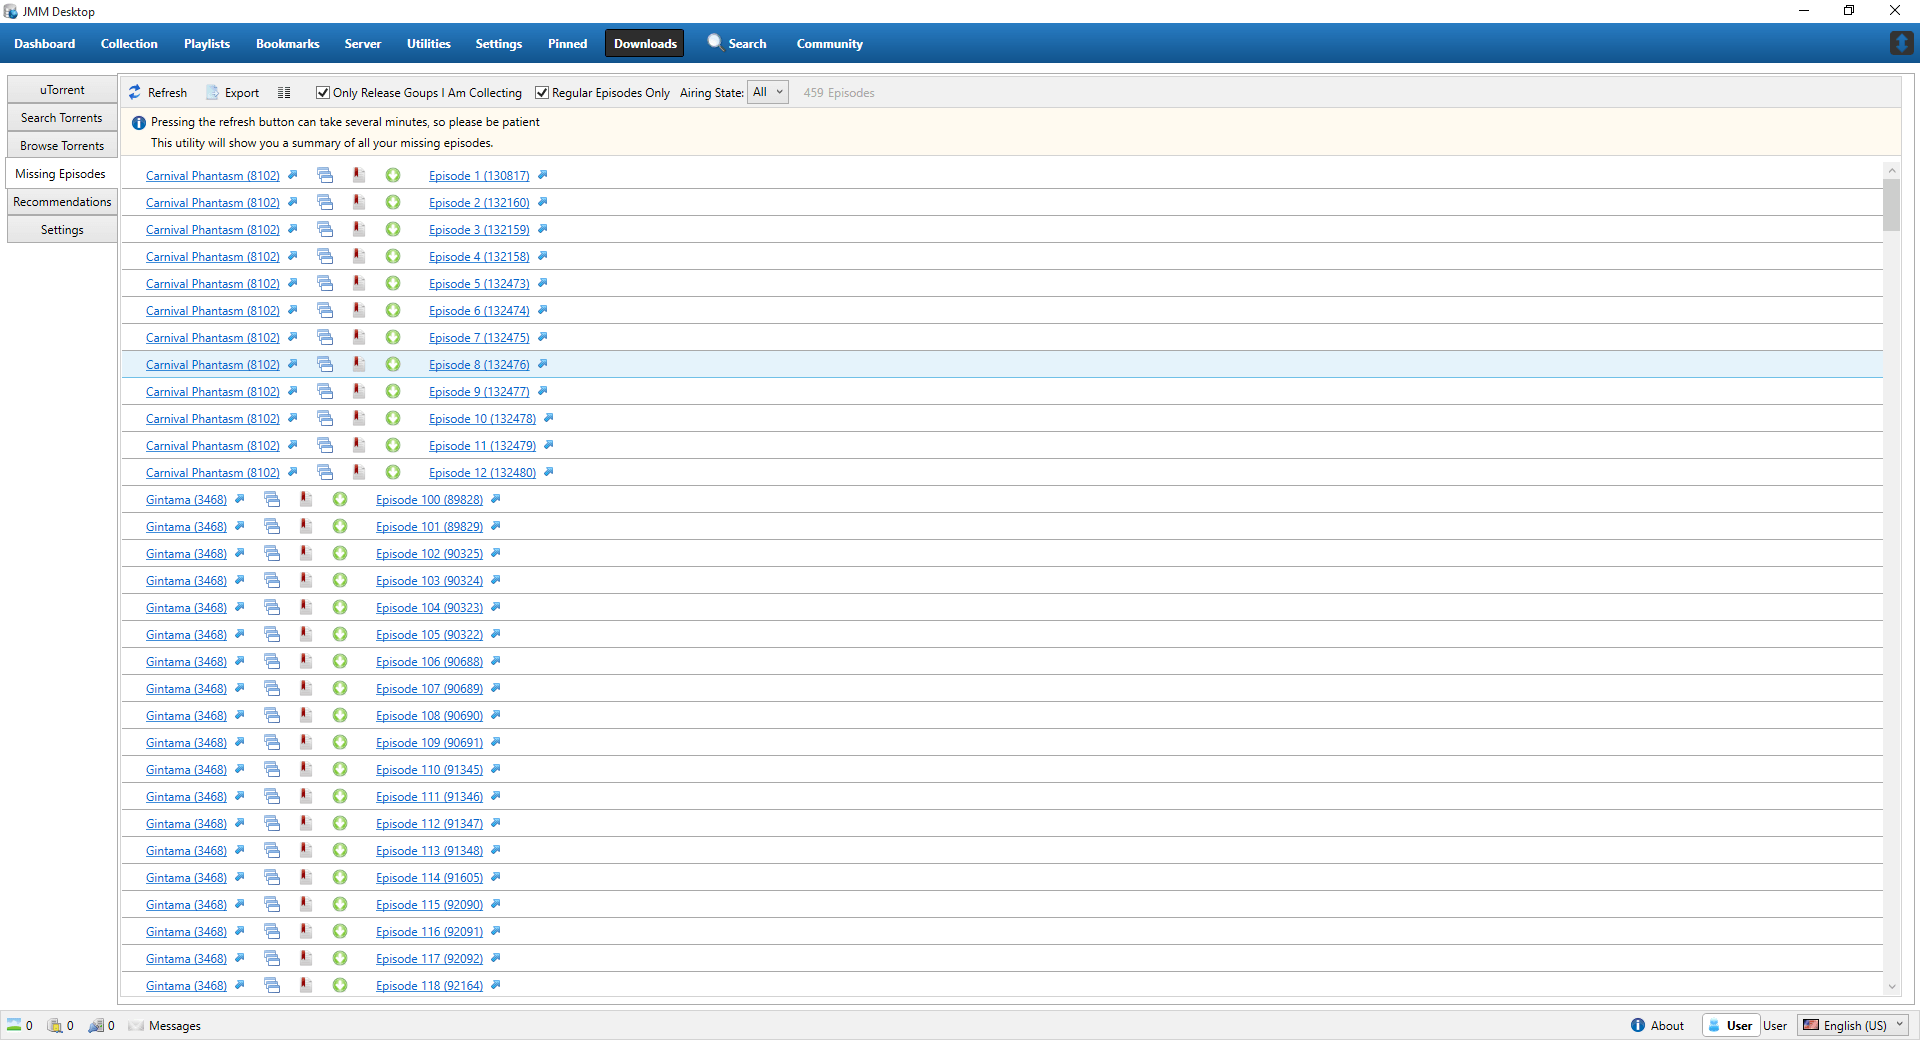 JMM Desktop
Dashboard Collection Playlists Bookmarks Server Utilities Settings Pinned Downloads Search Community
uTorrent
Search Torrents
Browse Torrents
Missing Episodes
Recommendations
Settings
Refresh Export Only Release Goups I Am Collecting Regular Episodes Only Airing State: All 459 Episodes
Pressing the refresh button can take several minutes, so please be patient
This utility will show you a summary of all your missing episodes.
Carnival Phantasm (8102) Episode 1 (130817)
Carnival Phantasm (8102) Episode 2 (132160)
Carnival Phantasm (8102) Episode 3 (132159)
Carnival Phantasm (8102) Episode 4 (132158)
Carnival Phantasm (8102) Episode 5 (132473)
Carnival Phantasm (8102) Episode 6 (132474)
Carnival Phantasm (8102) Episode 7 (132475)
Carnival Phantasm (8102) Episode 8 (132476)
Carnival Phantasm (8102) Episode 9 (132477)
Carnival Phantasm (8102) Episode 10 (132478)
Carnival Phantasm (8102) Episode 11 (132479)
Carnival Phantasm (8102) Episode 12 (132480)
Gintama (3468) Episode 100 (89828)
Gintama (3468) Episode 101 (89829)
Gintama (3468) Episode 102 (90325)
Gintama (3468) Episode 103 (90324)
Gintama (3468) Episode 104 (90323)
Gintama (3468) Episode 105 (90322)
Gintama (3468) Episode 106 (90688)
Gintama (3468) Episode 107 (90689)
Gintama (3468) Episode 108 (90690)
Gintama (3468) Episode 109 (90691)
Gintama (3468) Episode 110 (91345)
Gintama (3468) Episode 111 (91346)
Gintama (3468) Episode 112 (91347)
Gintama (3468) Episode 113 (91348)
Gintama (3468) Episode 114 (91605)
Gintama (3468) Episode 115 (92090)
Gintama (3468) Episode 116 (92091)
Gintama (3468) Episode 117 (92092)
Gintama (3468) Episode 118 (92164)
0 0 0 Messages About User User English (US)